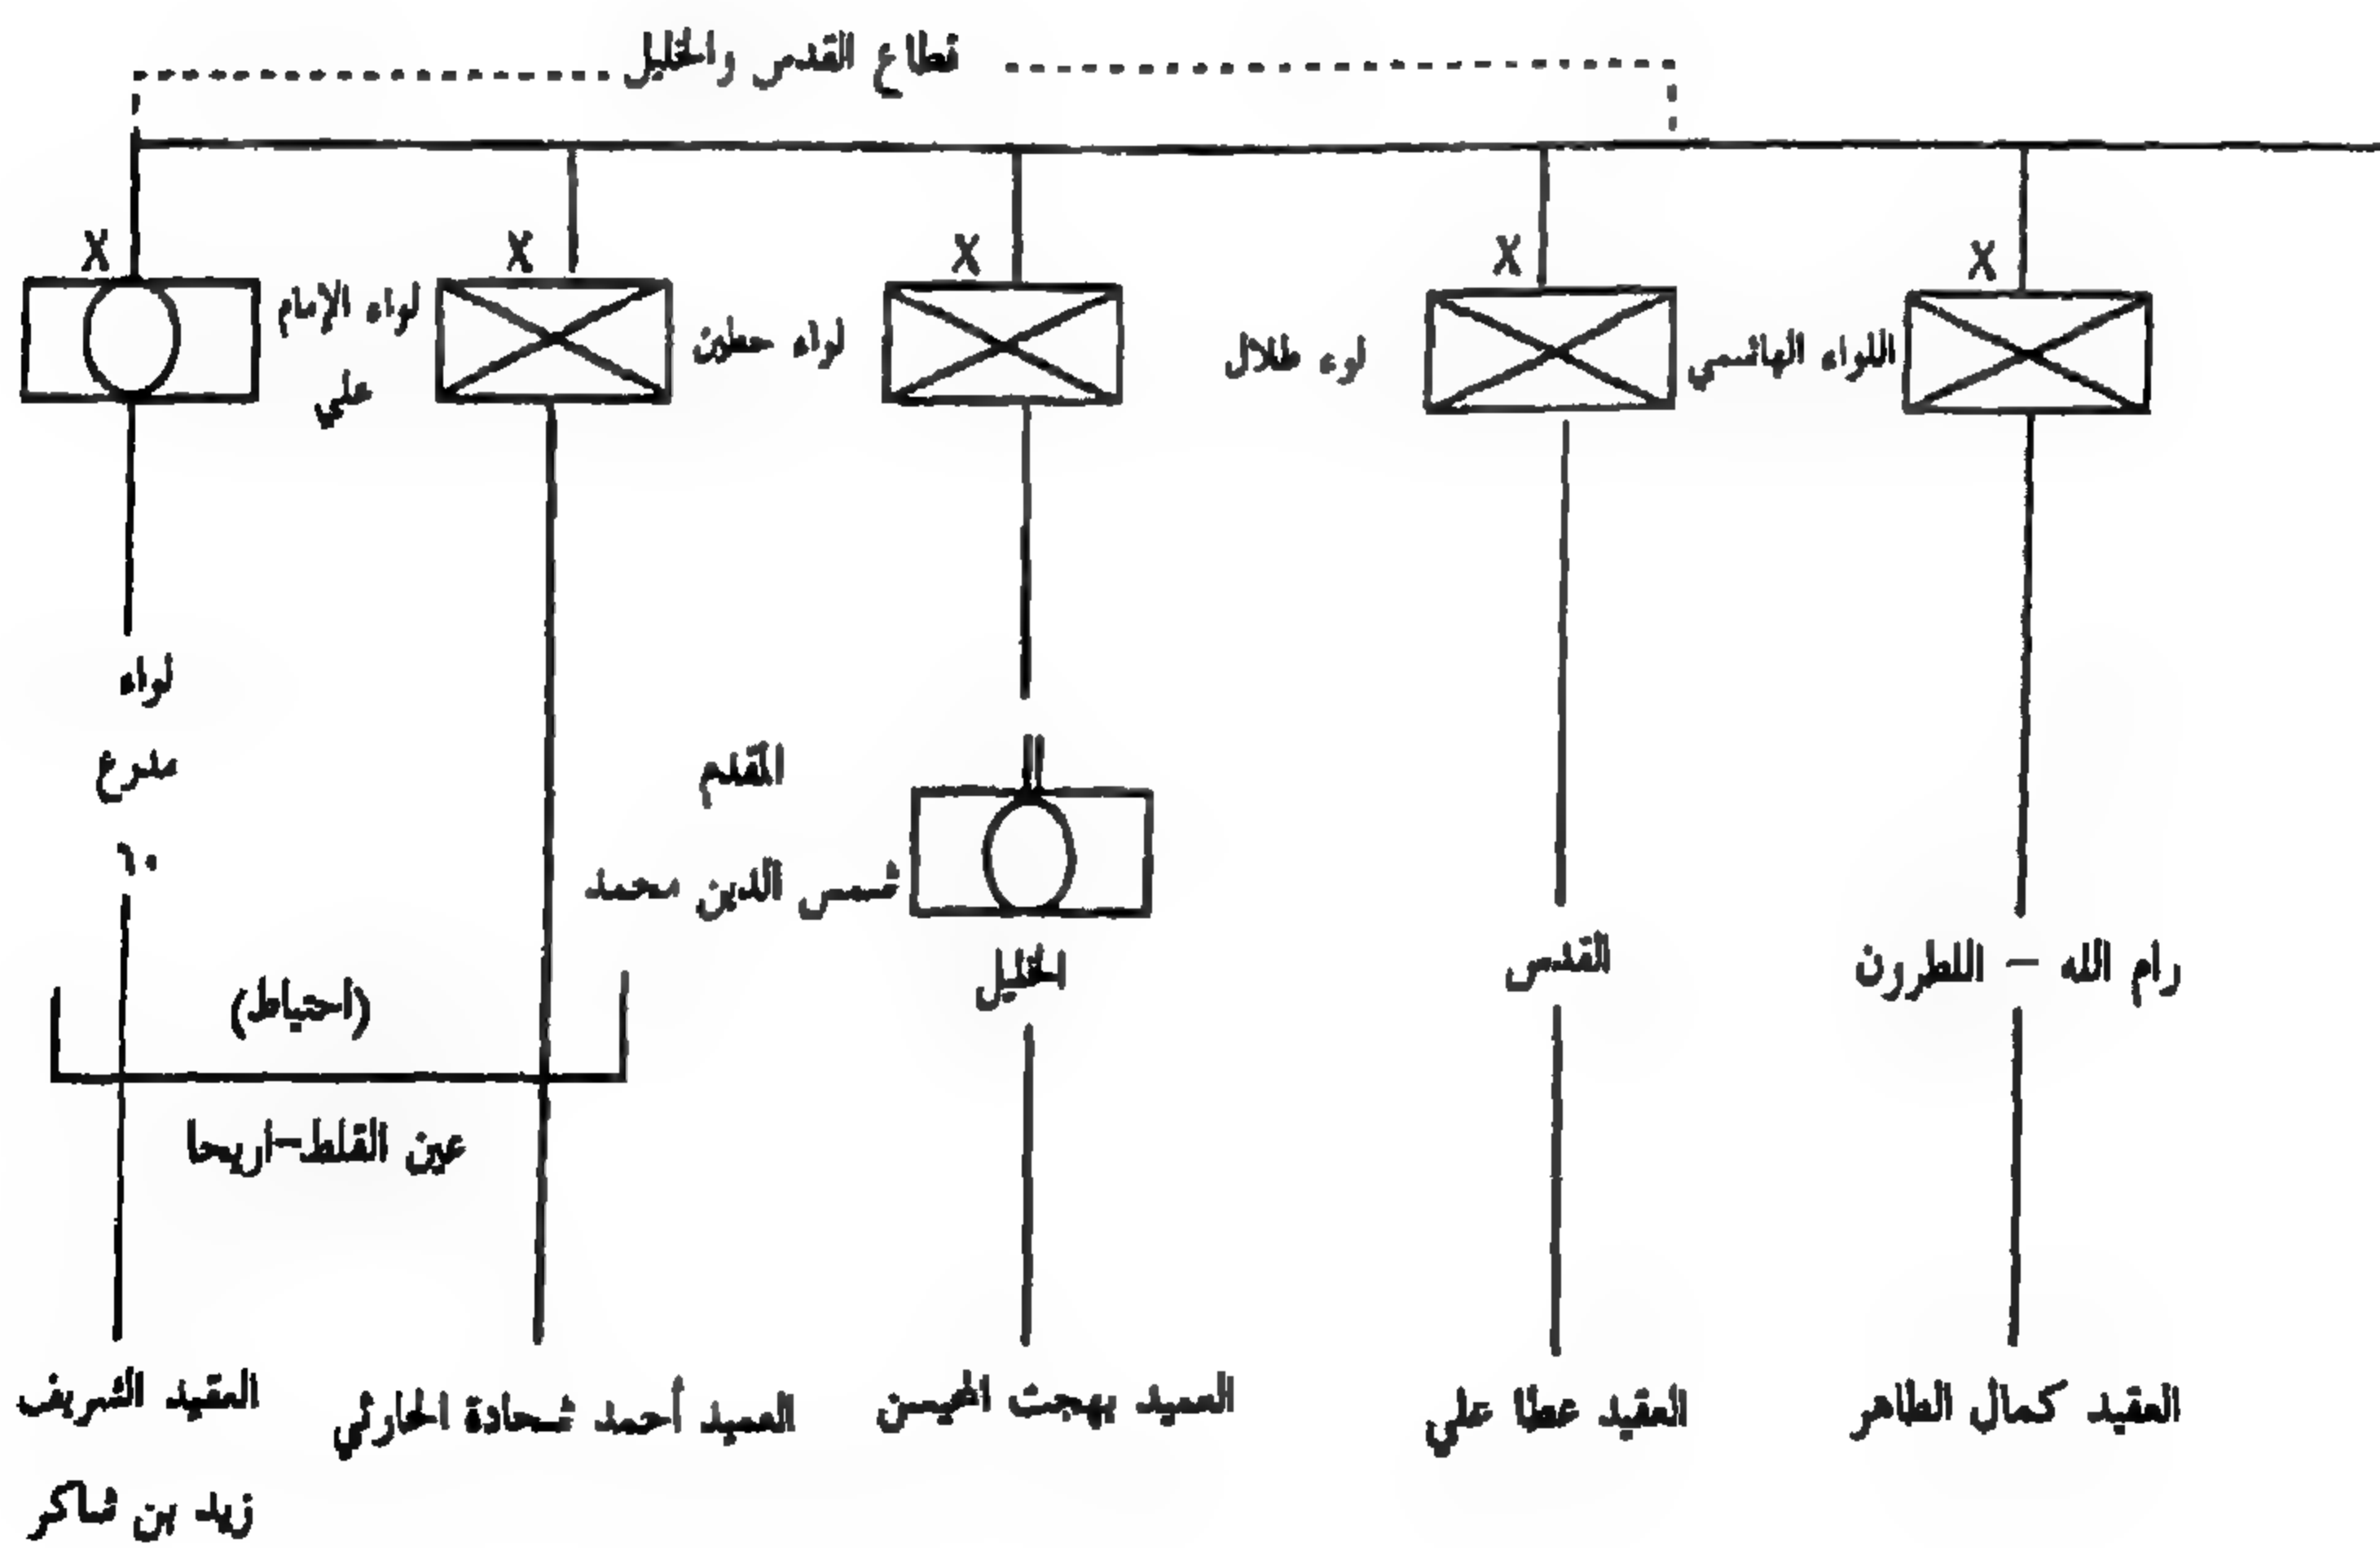 قطاع القدس والخليل
X
X
X
X
X
اللواء الهاشمي
لوء طلال
لواء حطين
لواء الإمام
علي
لواء
مدرع
٦٠
المقدم
شمس الدين محمد
رام الله – اللطرون
القدس
الخليل
(احتياط)
عين القلط–اريحا
العقيد كمال الطاهر
العقيد عطا علي
العميد بهجت المحيسن
العميد أحمد شحادة الحارثي
العقيد الشريف
زيد بن شاكر